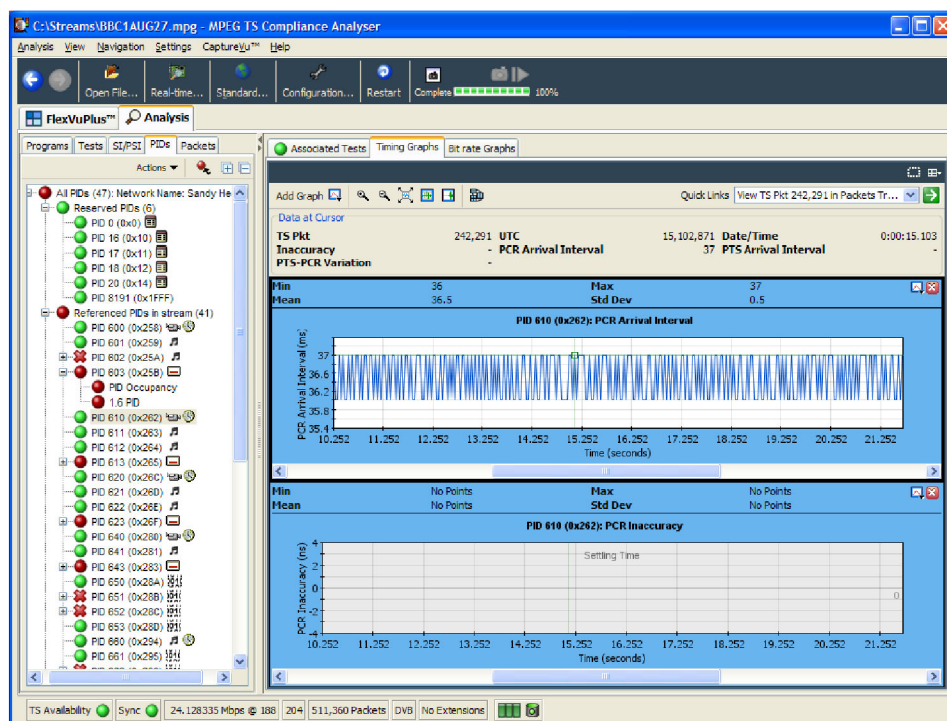 C:\Streams\BBC1AUG27.mpg - MPEG TS Compliance Analyser
Analysis View Navigation Settings CaptureVu™ Help
Open File... Real-time... Standard... Configuration... Restart Complete 100%
FlexVuPlus™ Analysis
Programs Tests SI/PSI PIDs Packets
Associated Tests Timing Graphs Bit rate Graphs
Actions
All PIDs (47): Network Name: Sandy He
Reserved PIDs (6)
PID 0 (0x0)
PID 16 (0x10)
PID 17 (0x11)
PID 18 (0x12)
PID 20 (0x14)
PID 8191 (0x1FFF)
Referenced PIDs in stream (41)
PID 600 (0x258)
PID 601 (0x259)
PID 602 (0x25A)
PID 603 (0x25B)
PID Occupancy
1.6 PID
PID 610 (0x262)
PID 611 (0x263)
PID 612 (0x264)
PID 613 (0x265)
PID 620 (0x26C)
PID 621 (0x26D)
PID 622 (0x26E)
PID 623 (0x26F)
PID 640 (0x280)
PID 641 (0x281)
PID 643 (0x283)
PID 650 (0x28A)
PID 651 (0x28B)
PID 652 (0x28C)
PID 653 (0x28D)
PID 660 (0x294)
PID 661 (0x295)
Add Graph Quick Links View TS Pkt 242,291 in Packets Tr...
Data at Cursor
TS Pkt 242,291 UTC 15,102,871 Date/Time 0:00:15.103
Inaccuracy - PCR Arrival Interval 37 PTS Arrival Interval -
PTS-PCR Variation -
Min 36 Max 37
Mean 36.5 Std Dev 0.5
PID 610 (0x262): PCR Arrival Interval
PCR Arrival Interval (ms)
37
36.6
36.2
35.8
35.4
10.252 11.252 12.252 13.252 14.252 15.252 16.252 17.252 18.252 19.252 20.252 21.252
Time (seconds)
Min No Points Max No Points
Mean No Points Std Dev No Points
PID 610 (0x262): PCR Inaccuracy
PCR Inaccuracy (ns)
4
2
0
-2
-4
Settling Time
0
10.252 11.252 12.252 13.252 14.252 15.252 16.252 17.252 18.252 19.252 20.252 21.252
Time (seconds)
TS Availability Sync 24.128335 Mbps @ 188 204 511,360 Packets DVB No Extensions